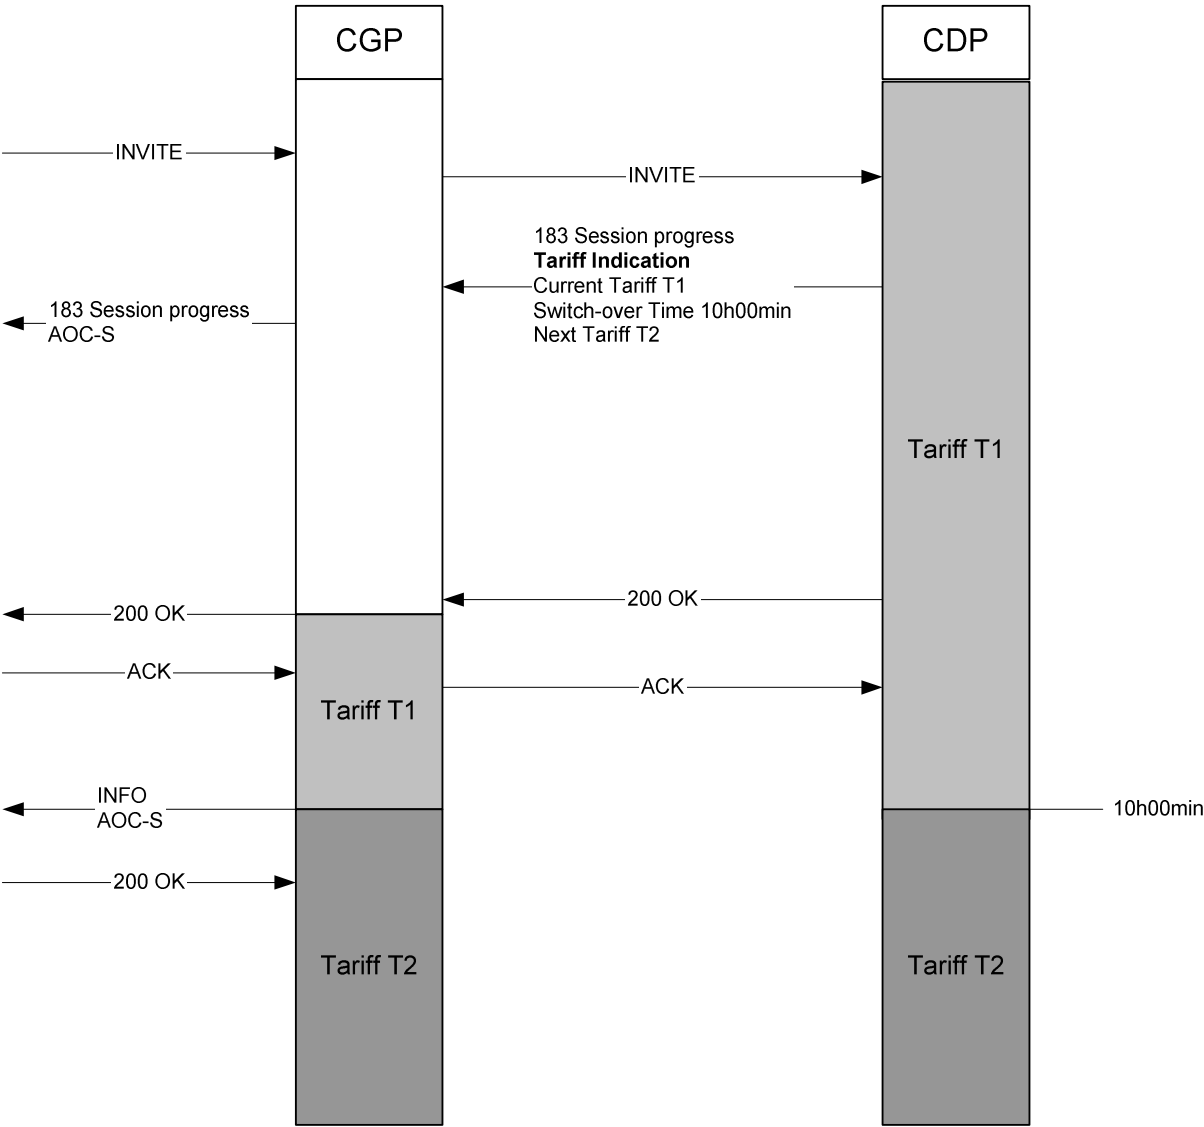 CGP
CDP
INVITE
INVITE
183 Session progress
Tariff Indication
Current Tariff T1
Switch-over Time 10h00min
Next Tariff T2
183 Session progress
AOC-S
Tariff T1
200 OK
200 OK
ACK
ACK
Tariff T1
INFO
AOC-S
10h00min
200 OK
Tariff T2
Tariff T2